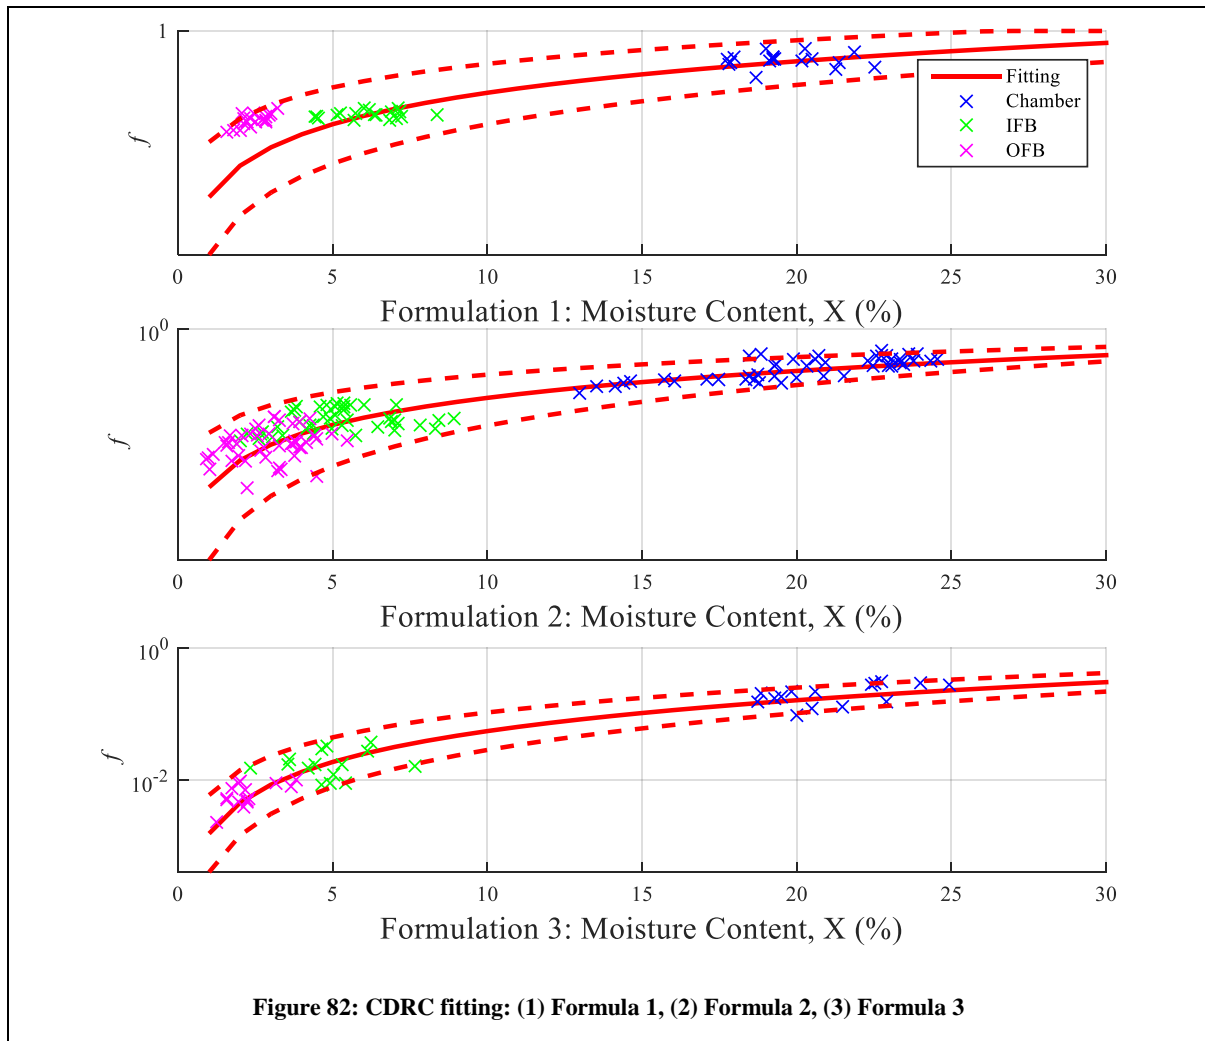 1
f
Fitting
Chamber
IFB
OFB
0 5 10 15 20 25 30
Formulation 1: Moisture Content, X (%)
10^0
f
0 5 10 15 20 25 30
Formulation 2: Moisture Content, X (%)
10^0
f
10^-2
0 5 10 15 20 25 30
Formulation 3: Moisture Content, X (%)
Figure 82: CDRC fitting: (1) Formula 1, (2) Formula 2, (3) Formula 3